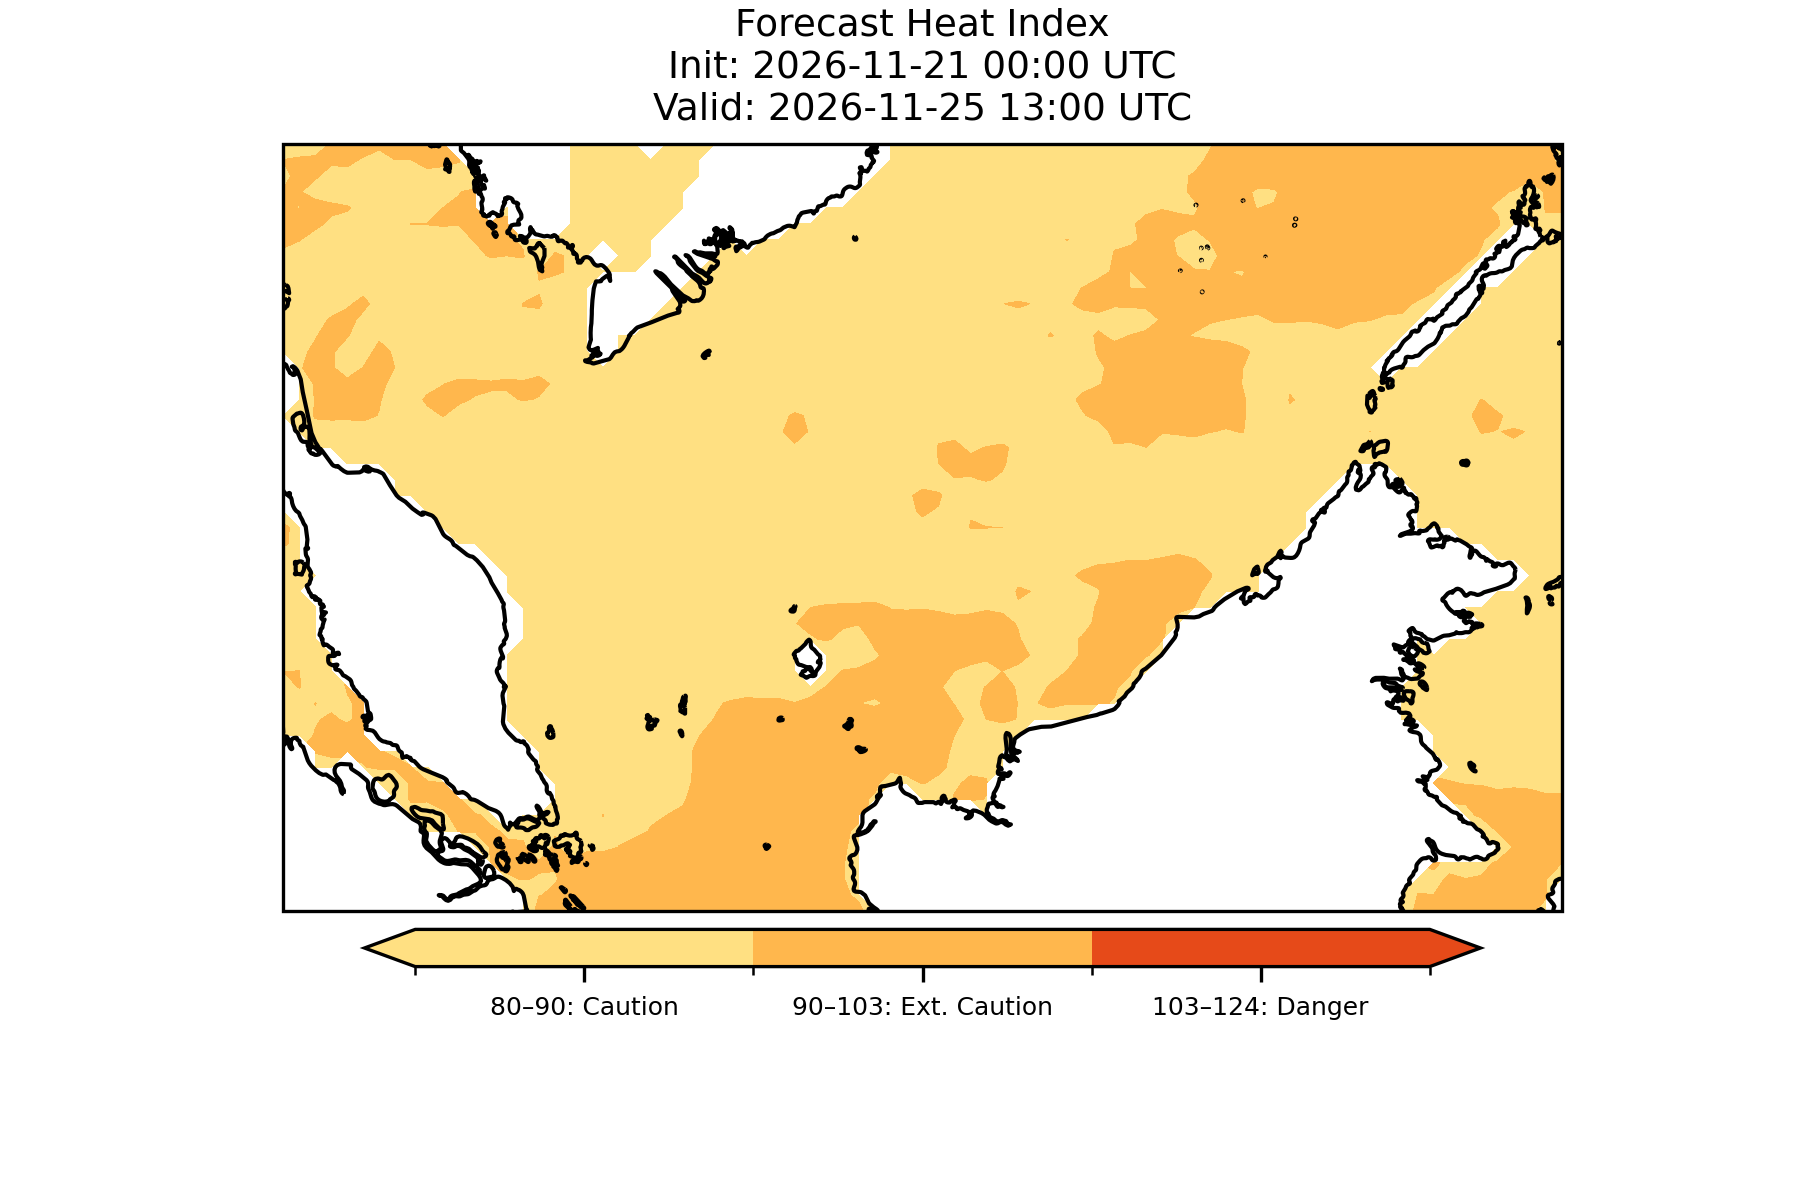 Forecast Heat Index
Init: 2026-11-21 00:00 UTC
Valid: 2026-11-25 13:00 UTC
80–90: Caution
90–103: Ext. Caution
103–124: Danger